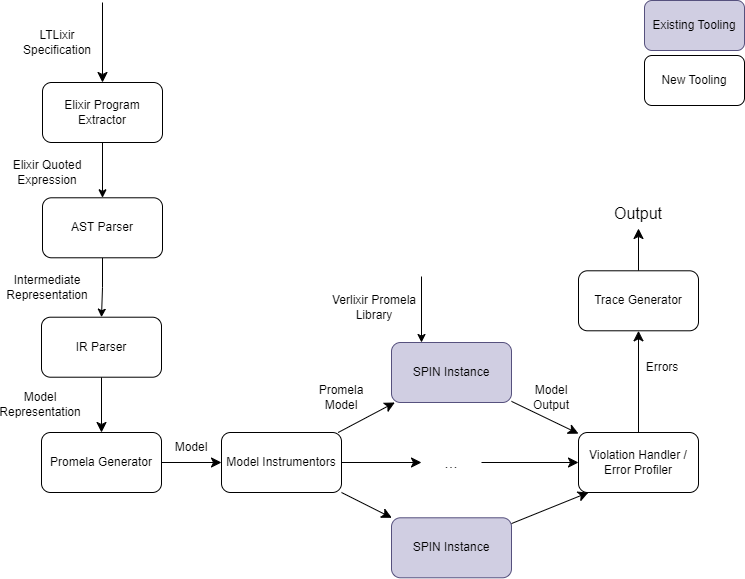 LTLixir
Specification
Existing Tooling
New Tooling
Elixir Program
Extractor
Elixir Quoted
Expression
AST Parser
Intermediate
Representation
IR Parser
Model
Representation
Promela Generator
Model
Model Instrumentors
Promela
Model
Verlixir Promela
Library
SPIN Instance
...
SPIN Instance
Model
Output
Violation Handler /
Error Profiler
Errors
Trace Generator
Output